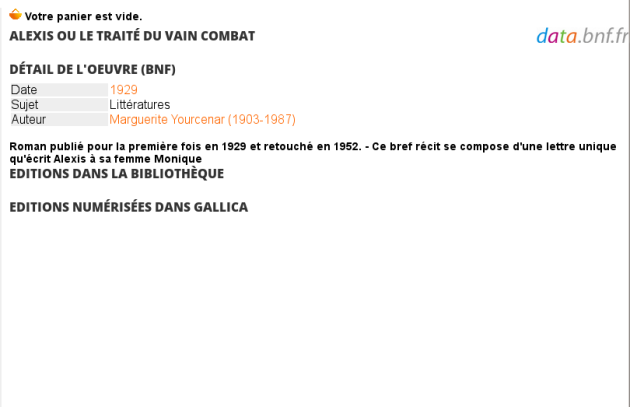 Votre panier est vide.
ALEXIS OU LE TRAITÉ DU VAIN COMBAT
data.bnf.fr
DÉTAIL DE L'OEUVRE (BNF)
Date 1929
Sujet Littératures
Auteur Marguerite Yourcenar (1903-1987)
Roman publié pour la première fois en 1929 et retouché en 1952. - Ce bref récit se compose d'une lettre unique
qu'écrit Alexis à sa femme Monique
EDITIONS DANS LA BIBLIOTHÈQUE
EDITIONS NUMÉRISÉES DANS GALLICA